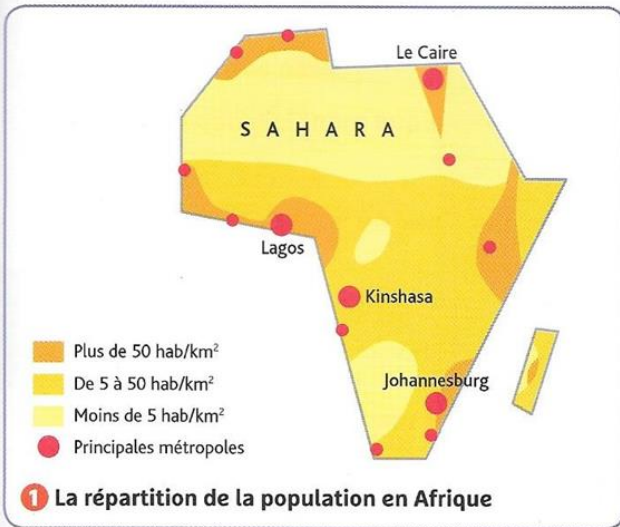 Le Caire
S A H A R A
Lagos
Kinshasa
Johannesburg
Plus de 50 hab/km²
De 5 à 50 hab/km²
Moins de 5 hab/km²
Principales métropoles
1 La répartition de la population en Afrique